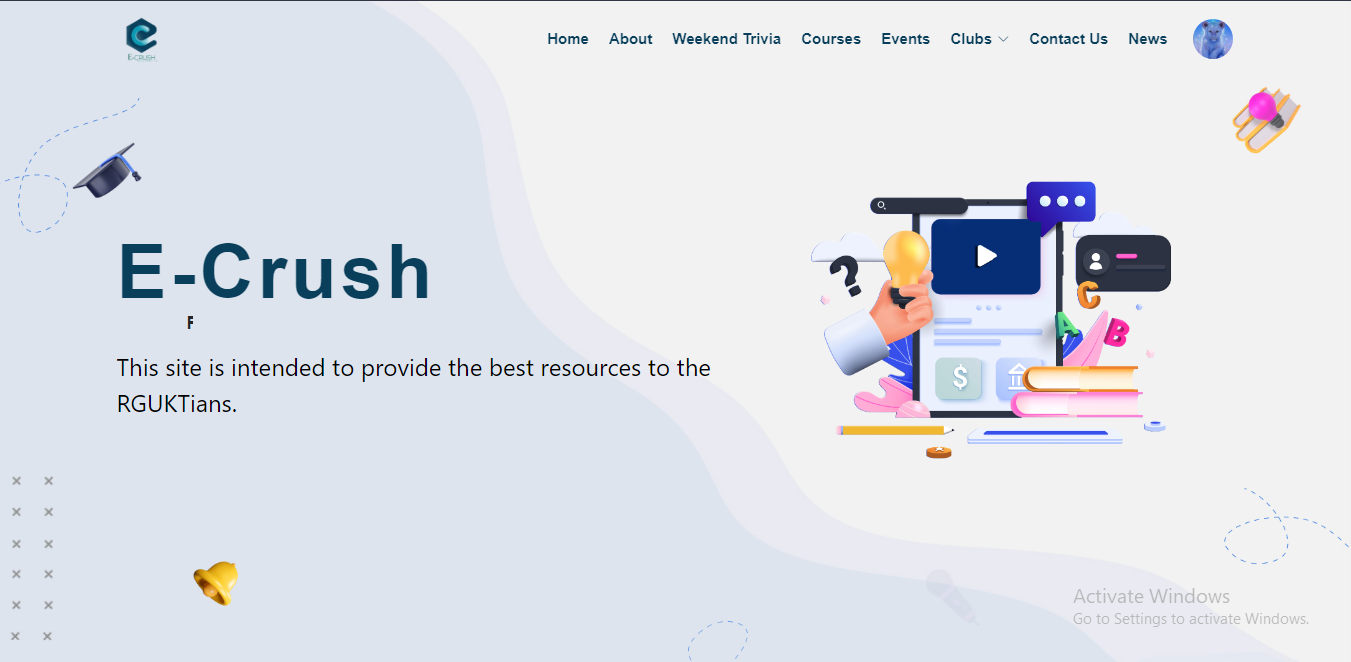 E-CRUSH
Home About Weekend Trivia Courses Events Clubs Contact Us News
E-Crush
F
This site is intended to provide the best resources to the
RGUKTians.
?
$
C
A
B
Activate Windows
Go to Settings to activate Windows.